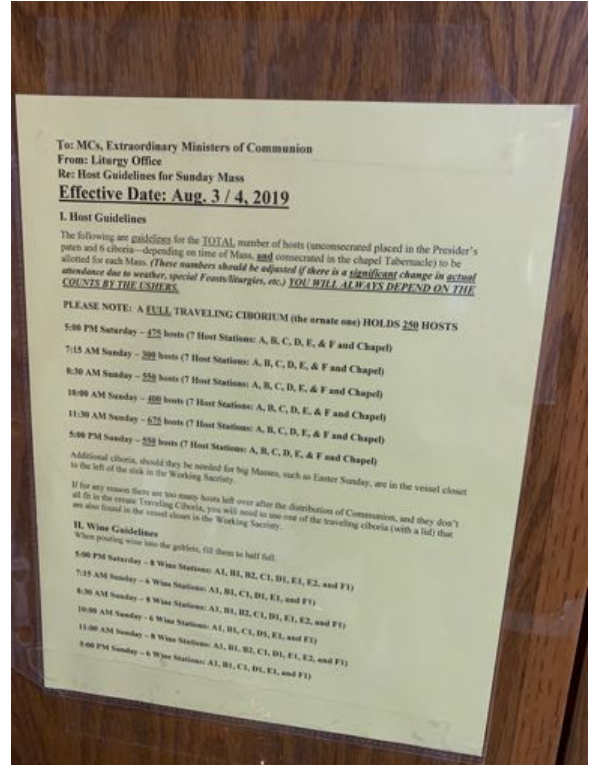 To: MCs, Extraordinary Ministers of Communion
From: Liturgy Office
Re: Host Guidelines for Sunday Mass
Effective Date: Aug. 3 / 4, 2019
I. Host Guidelines
The following are guidelines for the TOTAL number of hosts (unconsecrated placed in the Presider's
paten and 6 ciboria—depending on time of Mass, and consecrated in the chapel Tabernacle) to be
allotted for each Mass. (These numbers should be adjusted if there is a significant change in actual
attendance due to weather, special Feasts/liturgies, etc.) YOU WILL ALWAYS DEPEND ON THE
COUNTS BY THE USHERS.
PLEASE NOTE: A FULL TRAVELING CIBORIUM (the ornate one) HOLDS 250 HOSTS
5:00 PM Saturday – 475 hosts (7 Host Stations: A, B, C, D, E, & F and Chapel)
7:15 AM Sunday – 300 hosts (7 Host Stations: A, B, C, D, E, & F and Chapel)
8:30 AM Sunday – 550 hosts (7 Host Stations: A, B, C, D, E, & F and Chapel)
10:00 AM Sunday – 400 hosts (7 Host Stations: A, B, C, D, E, & F and Chapel)
11:30 AM Sunday – 675 hosts (7 Host Stations: A, B, C, D, E, & F and Chapel)
5:00 PM Sunday – 550 hosts (7 Host Stations: A, B, C, D, E, & F and Chapel)
Additional ciboria, should they be needed for big Masses, such as Easter Sunday, are in the vessel closet
to the left of the sink in the Working Sacristy.
If for any reason there are too many hosts left over after the distribution of Communion, and they don't
all fit in the ornate Traveling Ciboria, you will need to use one of the traveling ciboria (with a lid) that
are also found in the vessel closet in the Working Sacristy.
II. Wine Guidelines
When pouring wine into the goblets, fill them to half full.
5:00 PM Saturday – 8 Wine Stations: A1, B1, B2, C1, D1, E1, E2, and F1)
7:15 AM Sunday – 6 Wine Stations: A1, B1, C1, D1, E1, and F1)
8:30 AM Sunday – 8 Wine Stations: A1, B1, B2, C1, D1, E1, E2, and F1)
10:00 AM Sunday – 6 Wine Stations: A1, B1, C1, D1, E1, and F1)
11:00 AM Sunday – 8 Wine Stations: A1, B1, B2, C1, D1, E1, E2, and F1)
5:00 PM Sunday – 6 Wine Stations: A1, B1, C1, D1, E1, and F1)